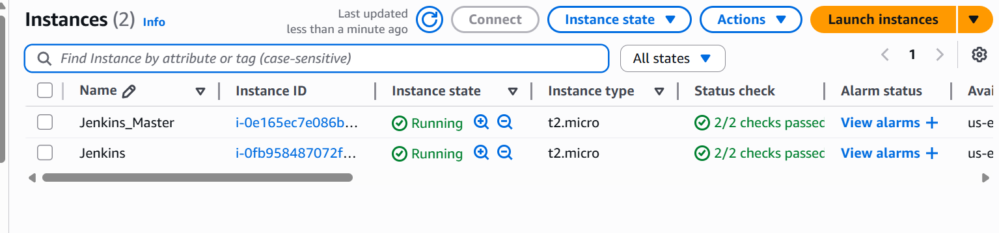 Instances (2) Info
Last updated
less than a minute ago
Connect
Instance state
Actions
Launch instances
Find Instance by attribute or tag (case-sensitive)
All states
1
Name Instance ID Instance state Instance type Status check Alarm status Avai
Jenkins_Master i-0e165ec7e086b... Running t2.micro 2/2 checks passed View alarms + us-e
Jenkins i-0fb958487072f... Running t2.micro 2/2 checks passed View alarms + us-e